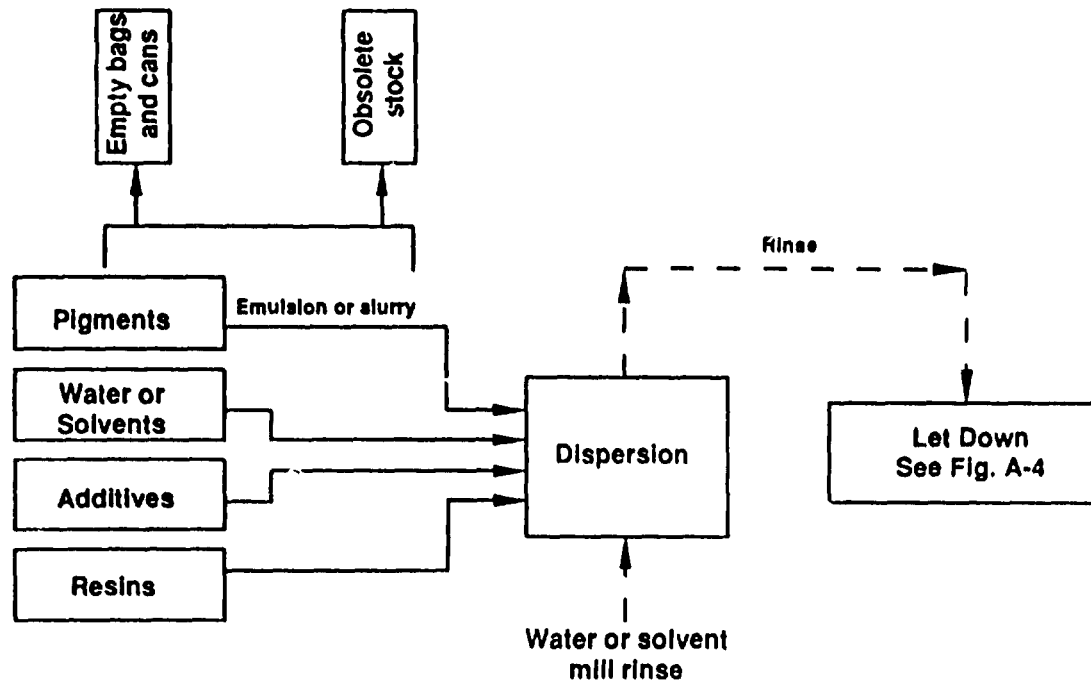 Empty bags
and cans
Obsolete
stock
Rinse
Pigments
Emulsion or slurry
Water or
Solvents
Additives
Resins
Dispersion
Let Down
See Fig. A-4
Water or solvent
mill rinse